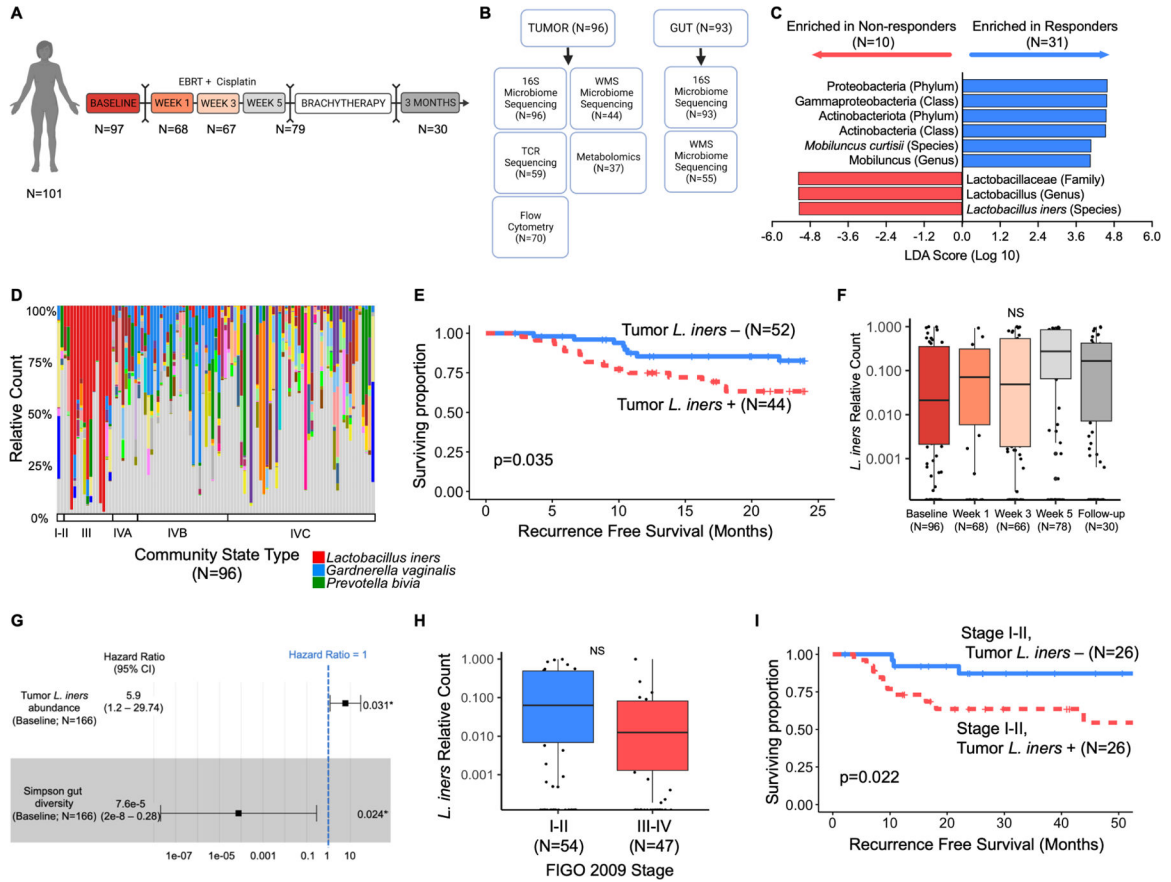 A
EBRT + Cisplatin
BASELINE
WEEK 1
WEEK 3
WEEK 5
BRACHYTHERAPY
3 MONTHS
N=97
N=68
N=67
N=79
N=30
N=101
B
TUMOR (N=96)
GUT (N=93)
16S
Microbiome
Sequencing
(N=96)
WMS
Microbiome
Sequencing
(N=44)
16S
Microbiome
Sequencing
(N=93)
TCR
Sequencing
(N=59)
Metabolomics
(N=37)
WMS
Microbiome
Sequencing
(N=55)
Flow
Cytometry
(N=70)
C
Enriched in Non-responders
(N=10)
Enriched in Responders
(N=31)
Proteobacteria (Phylum)
Gammaproteobacteria (Class)
Actinobacteriota (Phylum)
Actinobacteria (Class)
Mobiluncus curtisii (Species)
Mobiluncus (Genus)
Lactobacillaceae (Family)
Lactobacillus (Genus)
Lactobacillus iners (Species)
-6.0 -4.8 -3.6 -2.4 -1.2 0.0 1.2 2.4 3.6 4.8 6.0
LDA Score (Log 10)
D
Relative Count
100%
75%
50%
25%
0%
I-II III IVA IVB IVC
Community State Type
(N=96)
Lactobacillus iners
Gardnerella vaginalis
Prevotella bivia
E
Surviving proportion
1.00
0.75
0.50
0.25
0.00
Tumor L. iners – (N=52)
Tumor L. iners + (N=44)
p=0.035
0 5 10 15 20 25
Recurrence Free Survival (Months)
F
NS
L. iners Relative Count
1.000
0.100
0.010
0.001
Baseline
(N=96)
Week 1
(N=68)
Week 3
(N=66)
Week 5
(N=78)
Follow-up
(N=30)
G
Hazard Ratio
(95% CI)
Hazard Ratio = 1
Tumor L. iners
abundance
(Baseline; N=166)
5.9
(1.2 – 29.74)
0.031*
Simpson gut
diversity
(Baseline; N=166)
7.6e-5
(2e-8 – 0.28)
0.024*
1e-07 1e-05 0.001 0.1 1 10
H
NS
L. iners Relative Count
1.000
0.100
0.010
0.001
I-II
(N=54)
III-IV
(N=47)
FIGO 2009 Stage
I
Surviving proportion
1.00
0.75
0.50
0.25
0.00
Stage I-II,
Tumor L. iners – (N=26)
Stage I-II,
Tumor L. iners + (N=26)
p=0.022
0 10 20 30 40 50
Recurrence Free Survival (Months)